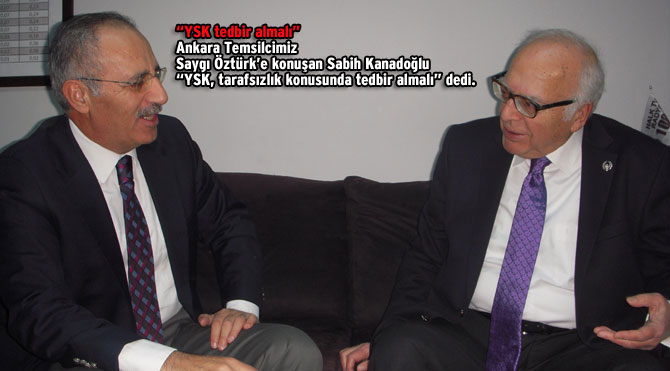 “YSK tedbir almalı”
Ankara Temsilcimiz
Saygı Öztürk’e konuşan Sabih Kanadoğlu
“YSK, tarafsızlık konusunda tedbir almalı” dedi.